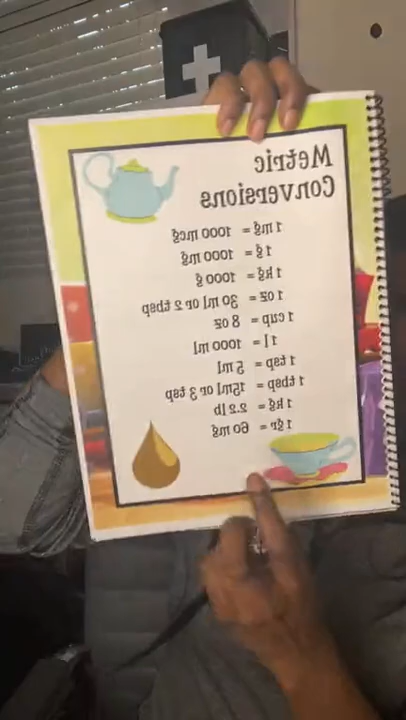 Metric
Conversions
1 mg = 1000 mcg
1 g = 1000 mg
1 kg = 1000 g
1 oz = 30 ml or 2 tbsp
1 cup = 8 oz
1 l = 1000 ml
1 tsp = 5 ml
1 tbsp = 15ml or 3 tsp
1 kg = 2.2 lb
1 gr = 60 mg